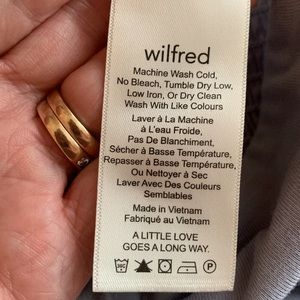 wilfred
Machine Wash Cold,
No Bleach, Tumble Dry Low,
Low Iron, Or Dry Clean
Wash With Like Colours
Laver à La Machine
à L'eau Froide,
Pas De Blanchiment,
Sécher à Basse Température,
Repasser à Basse Température,
Ou Nettoyer à Sec
Laver Avec Des Couleurs
Semblables
Made in Vietnam
Fabriqué au Vietnam
A LITTLE LOVE
GOES A LONG WAY.
30C P